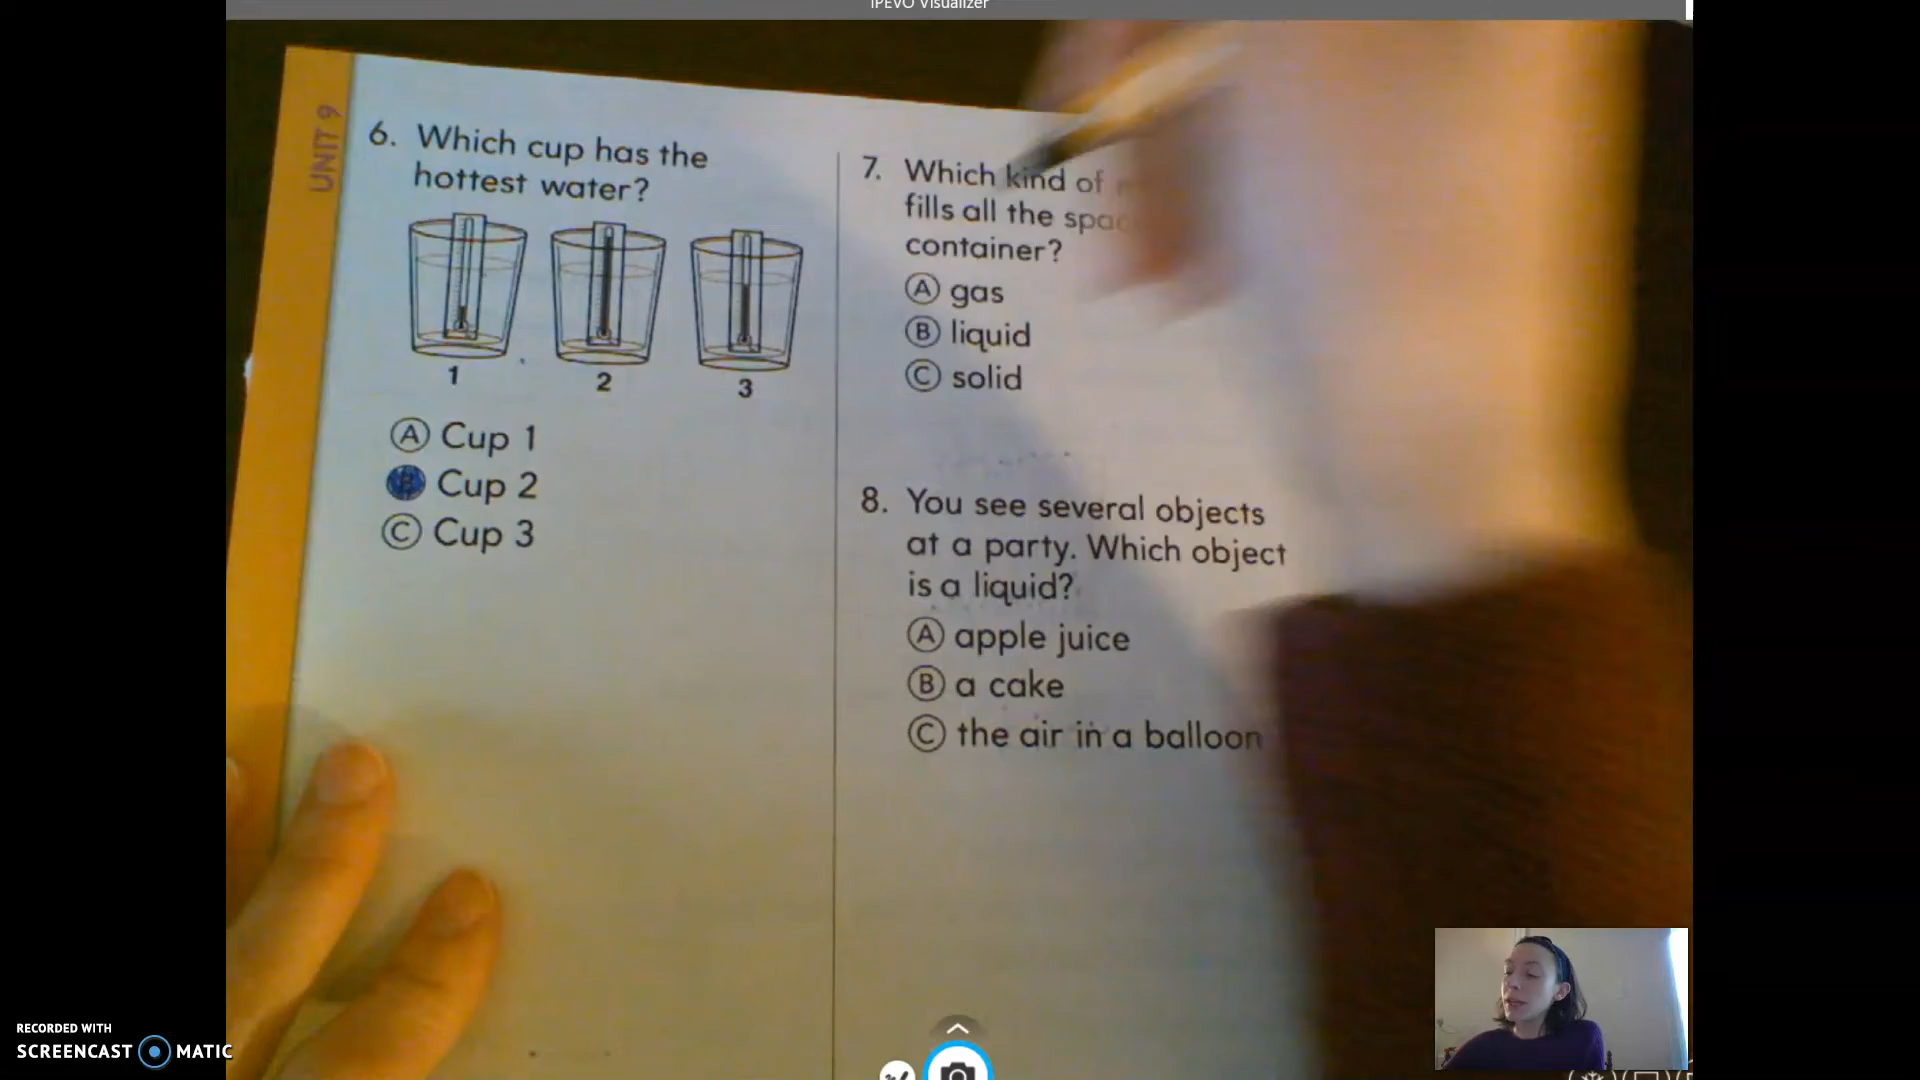 IPEVO Visualizer
UNIT 9
6. Which cup has the
hottest water?
1
2
3
A Cup 1
B Cup 2
C Cup 3
7. Which kind of
fills all the
container?
A gas
B liquid
C solid
8. You see several objects
at a party. Which object
is a liquid?
A apple juice
B a cake
C the air in a balloon
RECORDED WITH
SCREENCAST MATIC